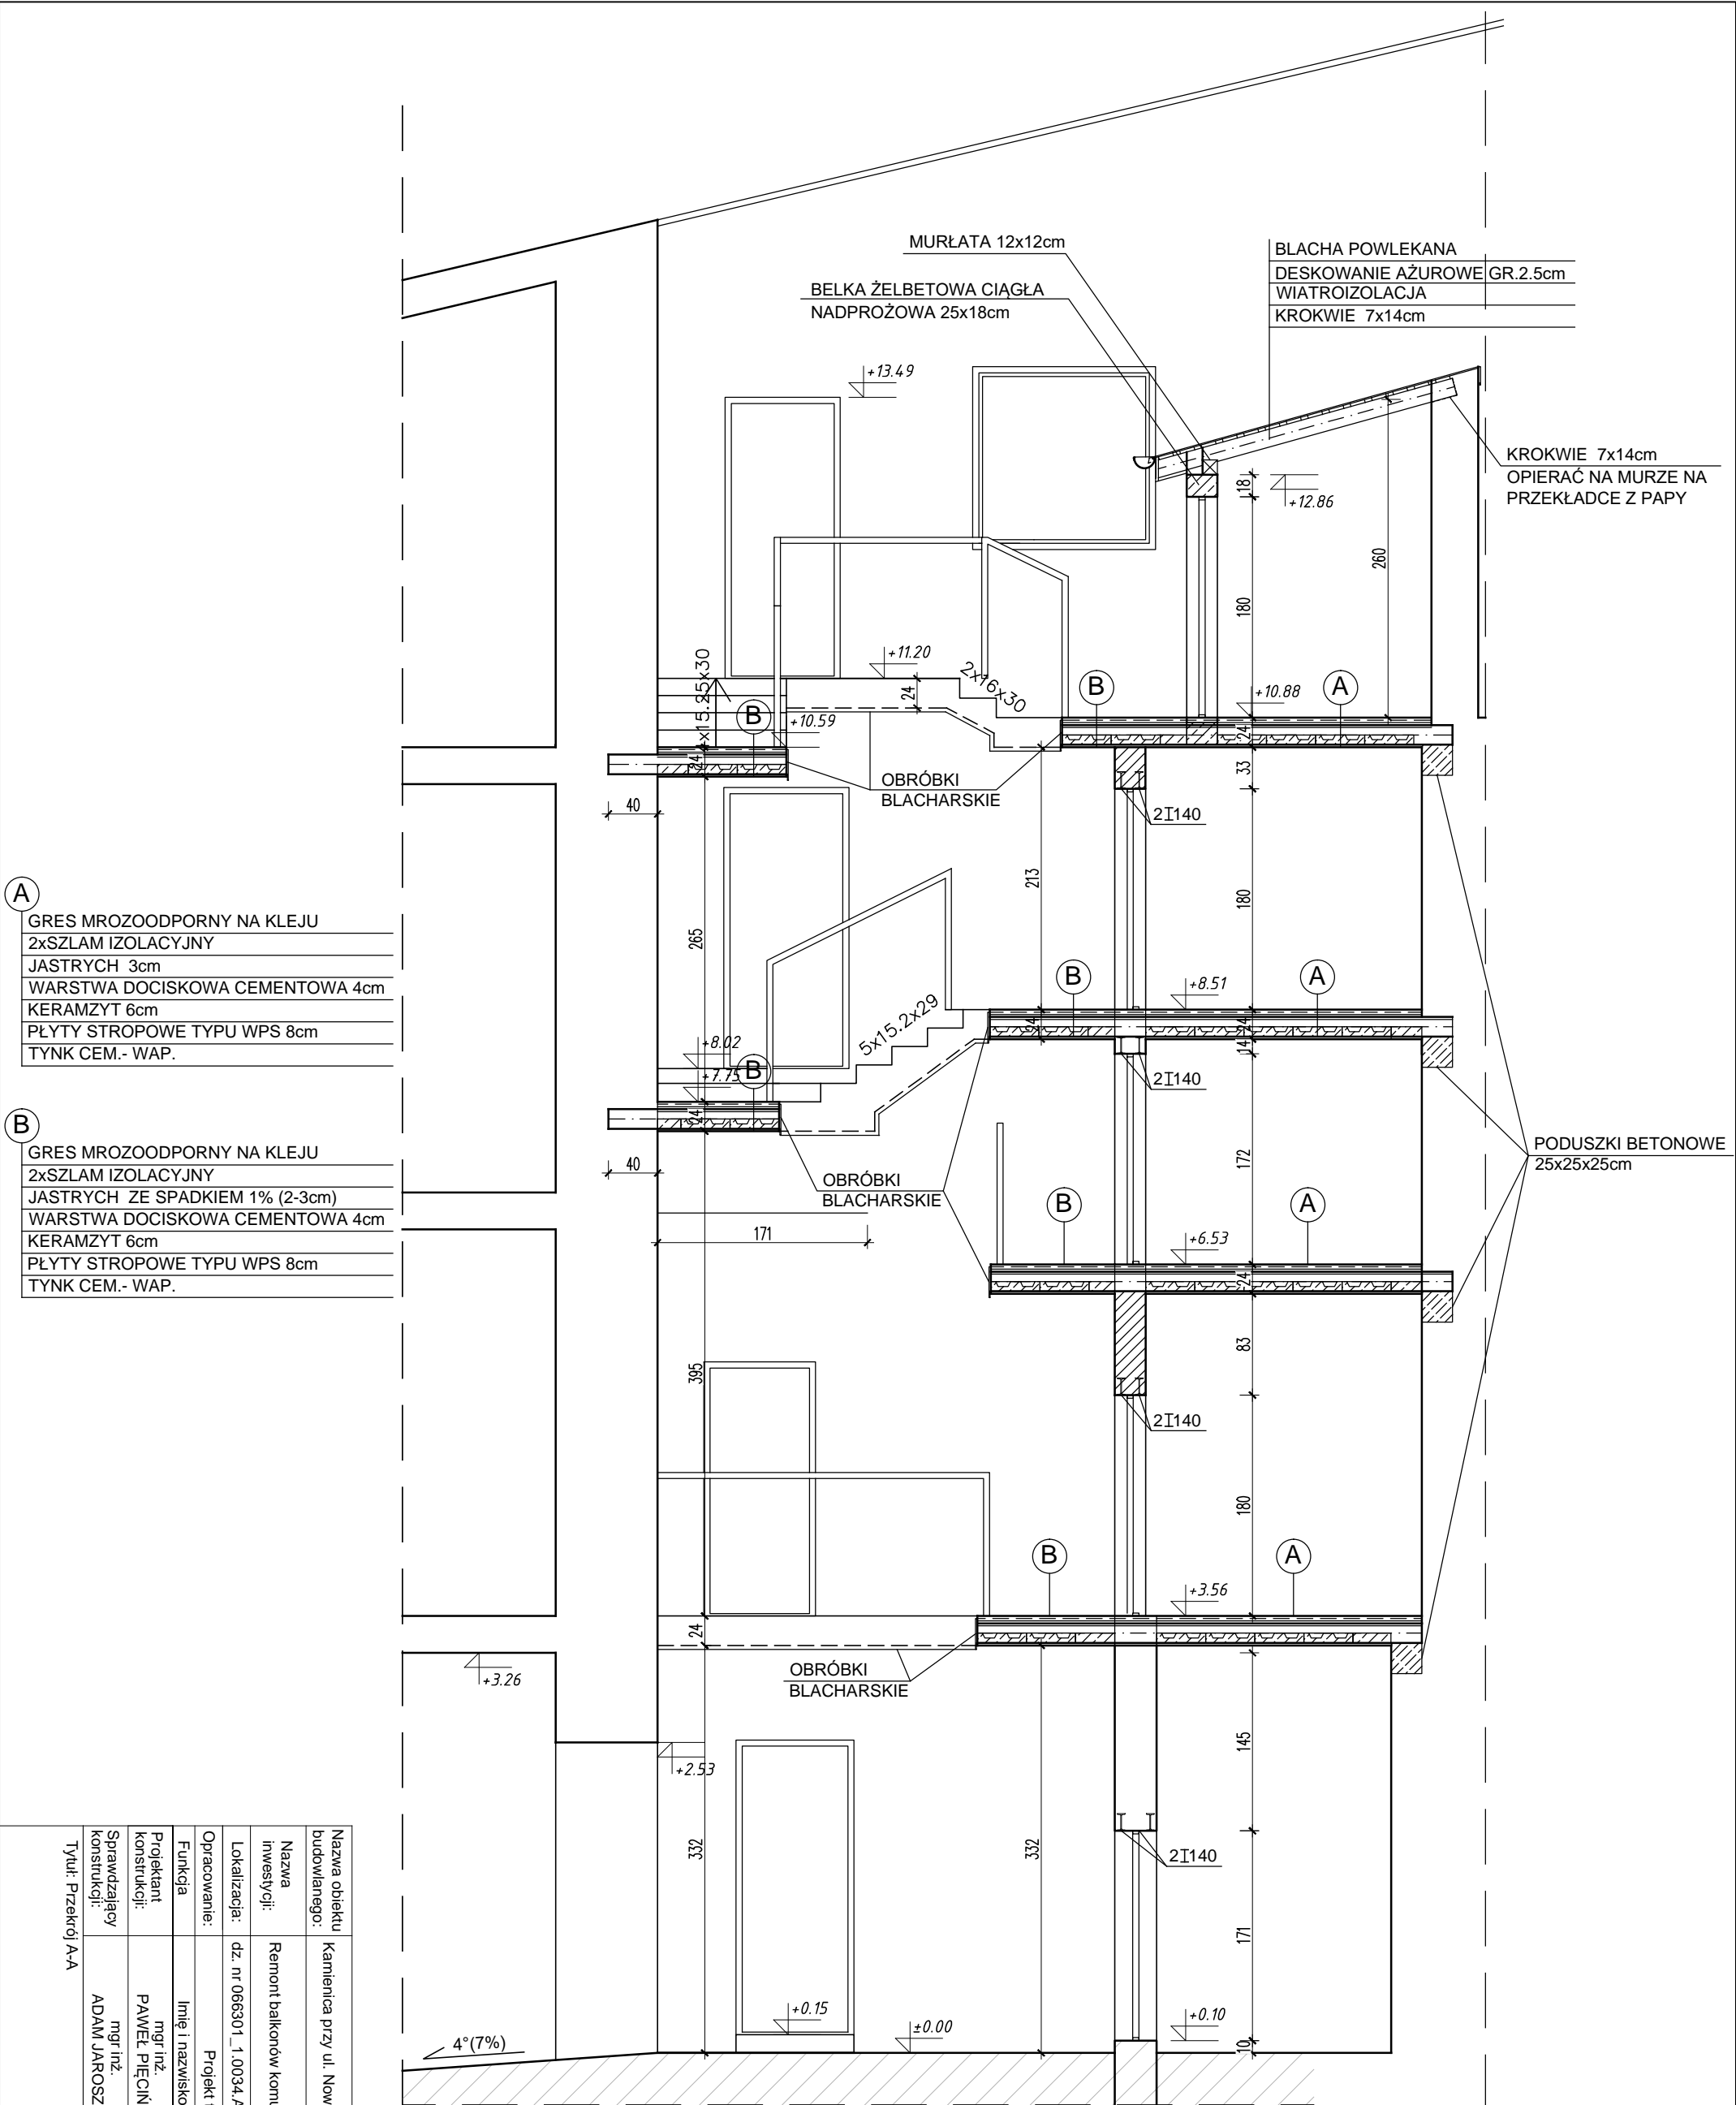 MURŁATA 12x12cm
BELKA ŻELBETOWA CIĄGŁA
NADPROŻOWA 25x18cm
BLACHA POWLEKANA
DESKOWANIE AŻUROWE GR.2.5cm
WIATROIZOLACJA
KROKWIE 7x14cm
+13.49
KROKWIE 7x14cm
OPIERAĆ NA MURZE NA
PRZEKŁADCE Z PAPY
18
+12.86
260
180
4x15.25x30
+11.20
24
2x16x30
B
+10.88
A
B
+10.59
24
24
33
OBRÓBKI
BLACHARSKIE
40
2I140
213
180
265
A
GRES MROZOODPORNY NA KLEJU
2xSZLAM IZOLACYJNY
JASTRYCH 3cm
WARSTWA DOCISKOWA CEMENTOWA 4cm
KERAMZYT 6cm
PŁYTY STROPOWE TYPU WPS 8cm
TYNK CEM.- WAP.
B
+8.51
A
5x15.2x29
24
24
14
+8.02
+7.75
B
2I140
24
B
GRES MROZOODPORNY NA KLEJU
2xSZLAM IZOLACYJNY
JASTRYCH ZE SPADKIEM 1% (2-3cm)
WARSTWA DOCISKOWA CEMENTOWA 4cm
KERAMZYT 6cm
PŁYTY STROPOWE TYPU WPS 8cm
TYNK CEM.- WAP.
40
172
PODUSZKI BETONOWE
25x25x25cm
OBRÓBKI
BLACHARSKIE
B
A
171
+6.53
24
83
395
2I140
180
B
A
+3.56
24
OBRÓBKI
BLACHARSKIE
+3.26
145
+2.53
332
332
2I140
171
+0.15
±0.00
+0.10
10
4°(7%)
Nazwa obiektu
budowlanego:
Kamienica przy ul. Now
Nazwa
inwestycji:
Remont balkonów komu
Lokalizacja:
dz. nr 066301_1.0034.A
Opracowanie:
Projekt
Funkcja
Imię i nazwisko
Projektant
konstrukcji:
mgr inż.
PAWEŁ PIĘCIŃ
Sprawdzający
konstrukcji:
mgr inż.
ADAM JAROSZ
Tytuł: Przekrój A-A